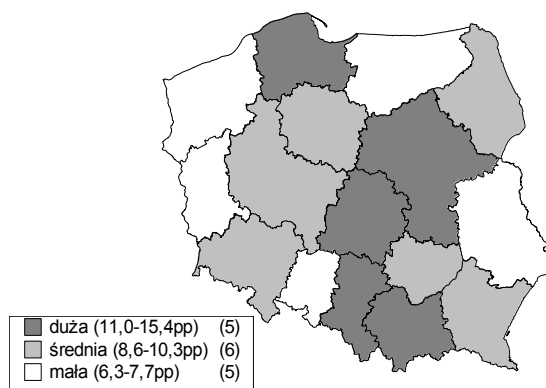 duża (11,0-15,4pp) (5)
średnia (8,6-10,3pp) (6)
mała (6,3-7,7pp) (5)